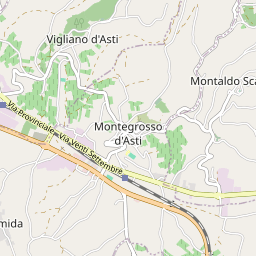 Vigliano d'Asti
Montaldo Sca
Via Provinciale
Via Venti Settembre
Montegrosso
d'Asti
mida